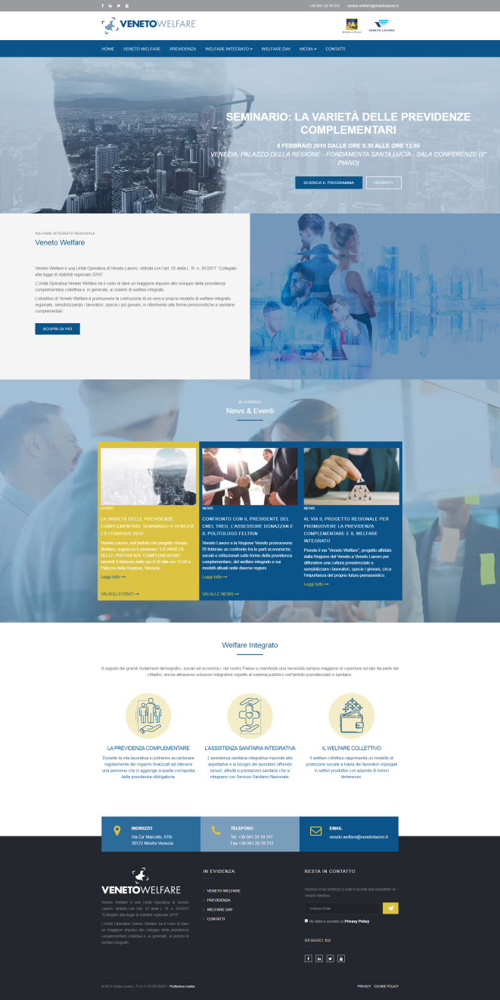 +39 041 29 19 311 veneto.welfare@venetolavoro.it
VENETOWELFARE
REGIONE DEL VENETO
VENETO LAVORO
HOME VENETO WELFARE PREVIDENZA WELFARE INTEGRATO WELFARE DAY MEDIA CONTATTI
SEMINARIO: LA VARIETÀ DELLE PREVIDENZE
COMPLEMENTARI
8 FEBBRAIO 2019 DALLE ORE 9.30 ALLE ORE 13.00
VENEZIA, PALAZZO DELLA REGIONE - FONDAMENTA SANTA LUCIA - SALA CONFERENZE (2°
PIANO)
SCARICA IL PROGRAMMA ISCRIVITI
WELFARE INTEGRATO REGIONALE
Veneto Welfare
Veneto Welfare è una Unità Operativa di Veneto Lavoro, istituita con l'art. 55 della L. R. n. 45/2017 "Collegato
alla legge di stabilità regionale 2018".
L'Unità Operativa Veneto Welfare ha il ruolo di dare un maggiore impulso allo sviluppo della previdenza
complementare collettiva e, in generale, ai sistemi di welfare integrato.
L'obiettivo di Veneto Welfare è promuovere la costruzione di un vero e proprio modello di welfare integrato
regionale, sensibilizzando i lavoratori, specie i più giovani, in riferimento alle forme pensionistiche e sanitarie
complementari.
SCOPRI DI PIÙ
IN EVIDENZA
News & Eventi
EVENTI
LA VARIETÀ DELLE PREVIDENZE
COMPLEMENTARI. SEMINARIO A VENEZIA
L'8 FEBBRAIO 2019
Veneto Lavoro, nell'ambito del progetto Veneto
Welfare, organizza il seminario "LA VARIETÀ
DELLE PREVIDENZE COMPLEMENTARI",
venerdì 8 febbraio dalle ore 9:30 alle ore 13:00 a
Palazzo della Regione, Venezia.
Leggi tutto
VAI AGLI EVENTI
NEWS
CONFRONTO CON IL PRESIDENTE DEL
CNEL TREU, L'ASSESSORE DONAZZAN E
IL POLITOLOGO FELTRIN
Veneto Lavoro e la Regione Veneto promuovono
l'8 febbraio un confronto tra le parti economiche,
sociali e istituzionali sulle forme della previdenza
complementare, del welfare integrato e sui
modelli attuati nelle diverse regioni.
Leggi tutto
VAI ALLE NEWS
NEWS
AL VIA IL PROGETTO REGIONALE PER
PROMUOVERE LA PREVIDENZA
COMPLEMENTARE E IL WELFARE
INTEGRATO
Prende il via "Veneto Welfare", progetto affidato
dalla Regione del Veneto a Veneto Lavoro per
diffondere una cultura previdenziale e
sensibilizzare i lavoratori, specie i giovani, circa
l'importanza del proprio futuro pensionistico.
Leggi tutto
Welfare Integrato
A seguito dei grandi mutamenti demografici, sociali ed economici, nel nostro Paese si manifesta una necessità sempre maggiore di copertura sociale da parte dei
cittadini, anche attraverso soluzioni integrative rispetto al sistema pubblico nell'ambito previdenziale e sanitario.
LA PREVIDENZA COMPLEMENTARE
Durante la vita lavorativa si potranno accantonare
regolarmente dei risparmi finalizzati ad ottenere
una pensione che si aggiunge a quella corrisposta
dalla previdenza obbligatoria.
L'ASSISTENZA SANITARIA INTEGRATIVA
L'assistenza sanitaria integrativa risponde alle
aspettative e ai bisogni dei lavoratori offrendo
servizi, attività e prestazioni sanitarie che si
integrano con Servizio Sanitario Nazionale.
IL WELFARE COLLETTIVO
Il welfare collettivo rappresenta un modello di
protezione sociale a tutela dei lavoratori impiegati
in settori produttivi con aziende di minori
dimensioni.
INDIRIZZO
Via Ca' Marcello, 67/b
30172 Mestre Venezia
TELEFONO
Tel: +39 041 29 19 311
Fax +39 041 29 19 312
EMAIL
veneto.welfare@venetolavoro.it
VENETOWELFARE
Veneto Welfare è una Unità Operativa di Veneto
Lavoro, istituita con l'art. 55 della L. R. n. 45/2017
"Collegato alla legge di stabilità regionale 2018".
L'Unità Operativa Veneto Welfare ha il ruolo di dare
un maggiore impulso allo sviluppo della previdenza
complementare collettiva e, in generale, ai sistemi di
welfare integrato.
IN EVIDENZA
VENETO WELFARE
PREVIDENZA
WELFARE DAY
CONTATTI
RESTA IN CONTATTO
Inserisci il tuo indirizzo e-mail e iscriviti alla newsletter di
Veneto Welfare.
Indirizzo Email
Ho letto e accetto la Privacy Policy
SEGUICI SU
© 2019 Veneto Lavoro – P.I./C.F. 03180130274 - Preferenze cookie
PRIVACY COOKIE POLICY